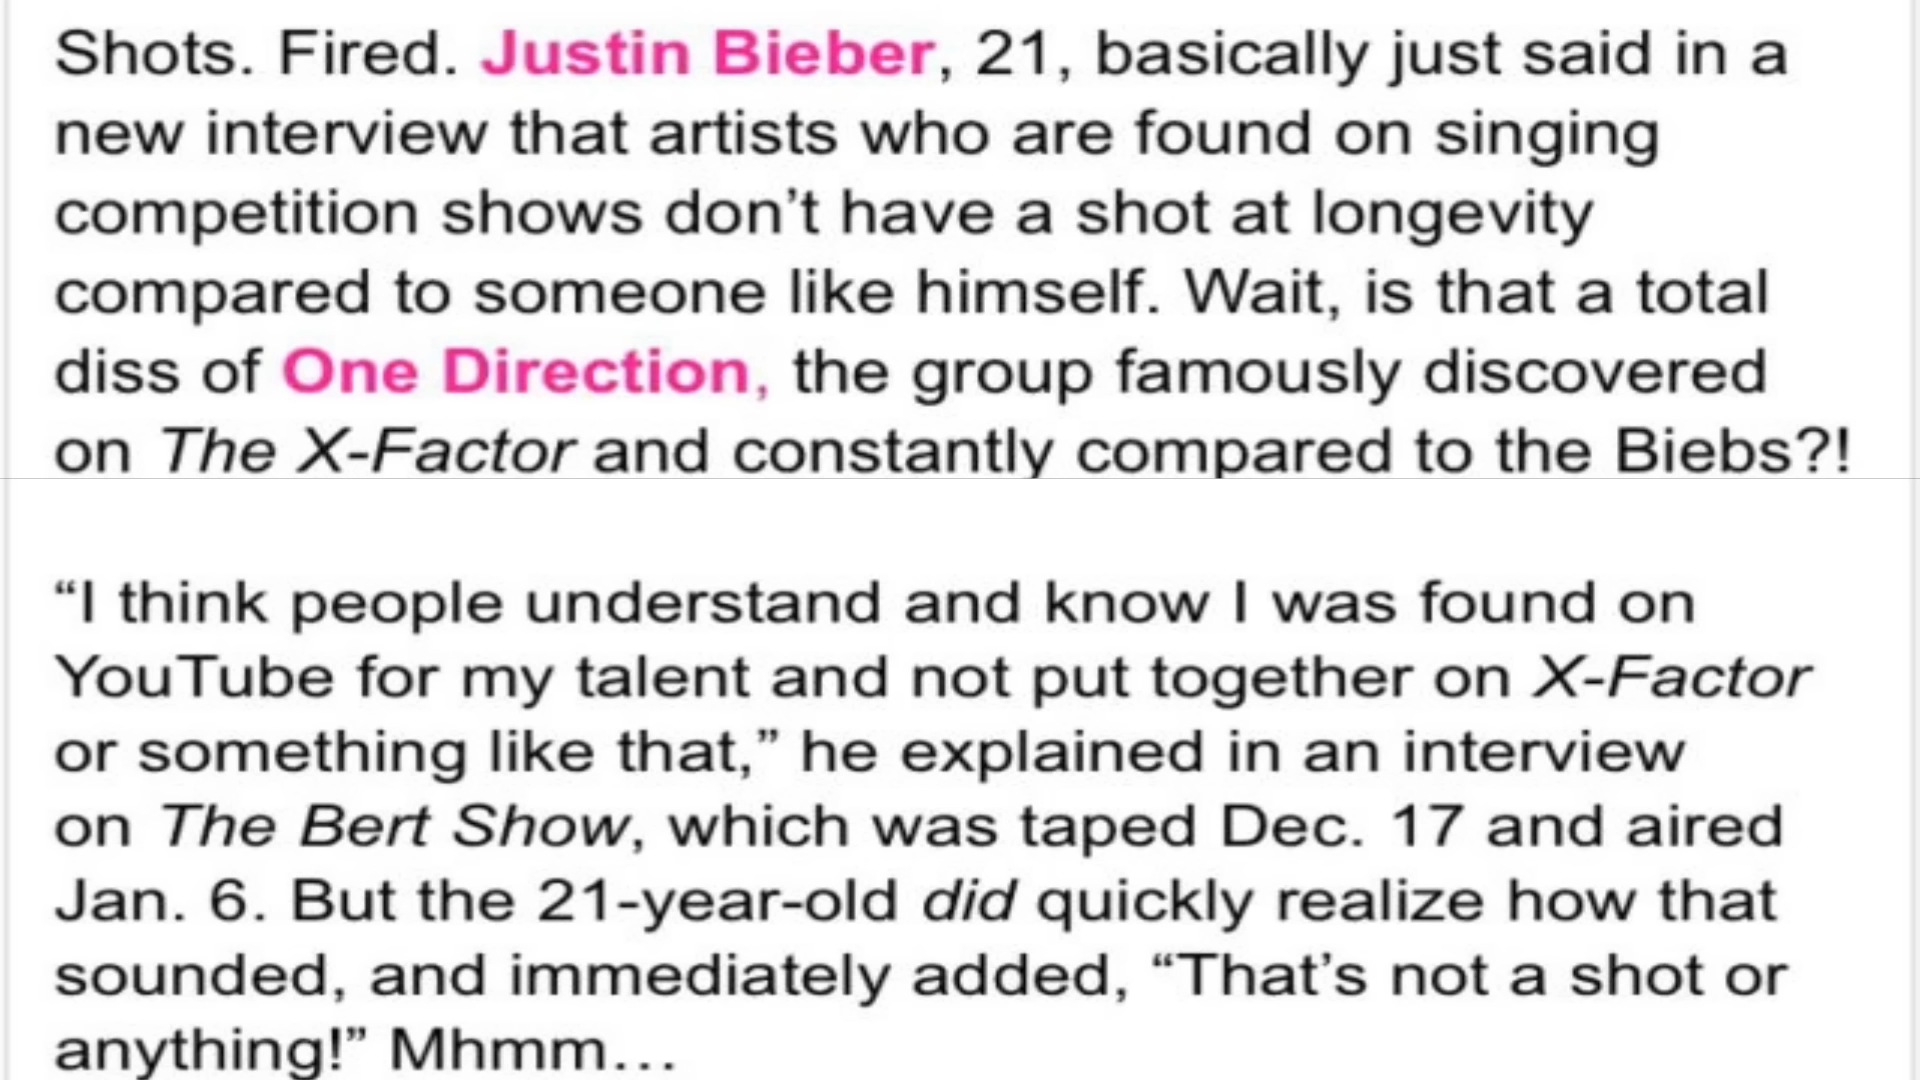 Shots. Fired. Justin Bieber, 21, basically just said in a
new interview that artists who are found on singing
competition shows don’t have a shot at longevity
compared to someone like himself. Wait, is that a total
diss of One Direction, the group famously discovered
on The X-Factor and constantly compared to the Biebs?!
“I think people understand and know I was found on
YouTube for my talent and not put together on X-Factor
or something like that,” he explained in an interview
on The Bert Show, which was taped Dec. 17 and aired
Jan. 6. But the 21-year-old did quickly realize how that
sounded, and immediately added, “That’s not a shot or
anything!” Mhmm…